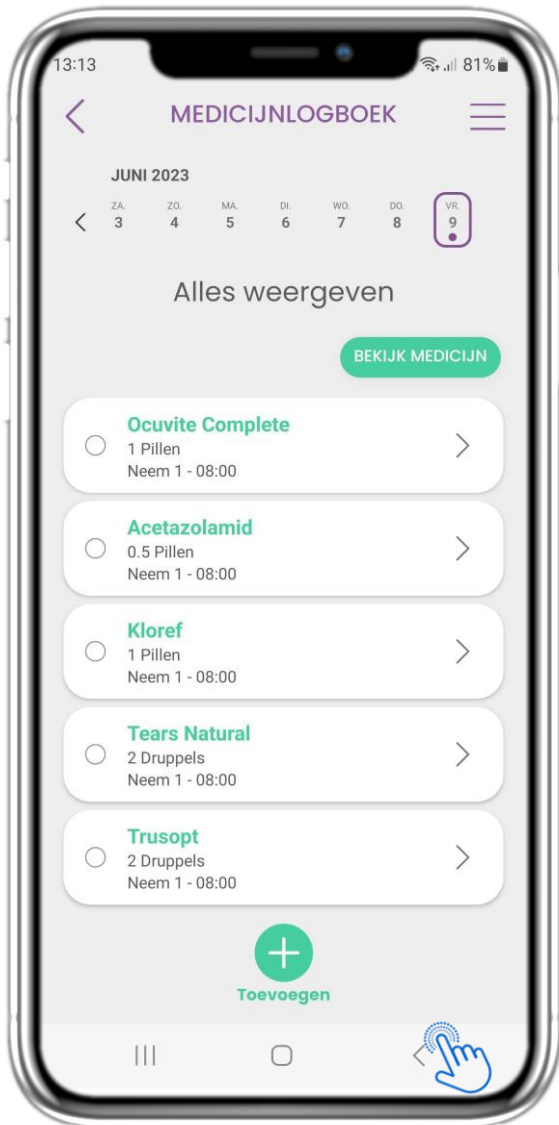 13:13 81%
MEDICIJNLOGBOEK
JUNI 2023
ZA. ZO. MA. DI. WO. DO. VR.
3 4 5 6 7 8 9
Alles weergeven
BEKIJK MEDICIJN
Ocuvite Complete
1 Pillen
Neem 1 - 08:00
Acetazolamid
0.5 Pillen
Neem 1 - 08:00
Kloref
1 Pillen
Neem 1 - 08:00
Tears Natural
2 Druppels
Neem 1 - 08:00
Trusopt
2 Druppels
Neem 1 - 08:00
Toevoegen